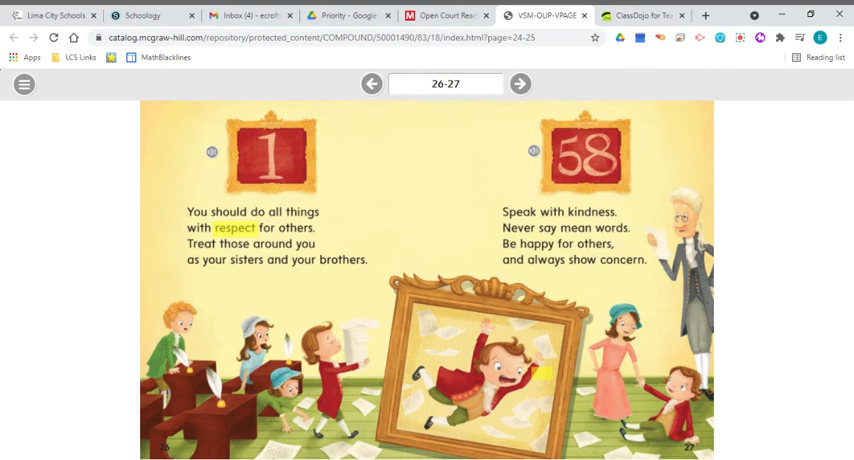 Lima City Schools
Schoology
Inbox (4) - ecroft
Priority - Google
Open Court Read
VSM-OUP-VPAGE
ClassDojo for Tea
catalog.mcgraw-hill.com/repository/protected_content/COMPOUND/50001490/83/18/index.html?page=24-25
Apps
LCS Links
MathBlacklines
Reading list
26-27
1
You should do all things
with respect for others.
Treat those around you
as your sisters and your brothers.
58
Speak with kindness.
Never say mean words.
Be happy for others,
and always show concern.
26
27